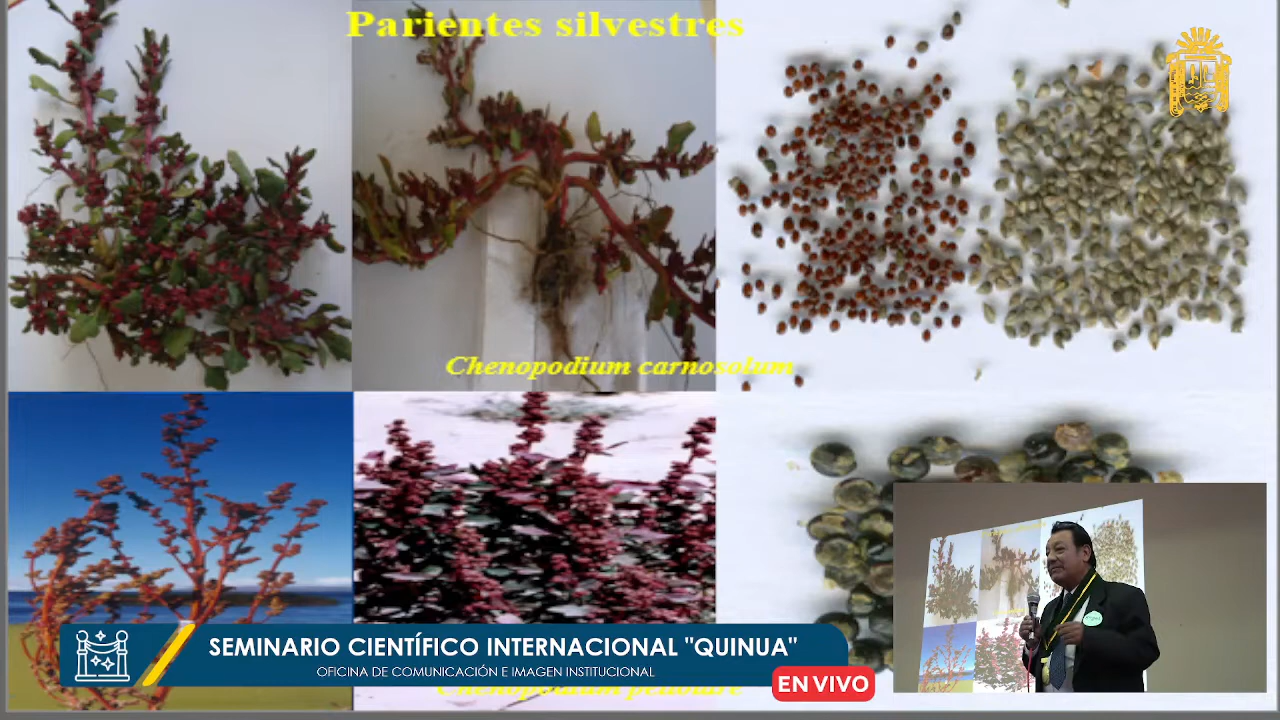 Parientes silvestres
Chenopodium carnosolum
SEMINARIO CIENTÍFICO INTERNACIONAL "QUINUA"
OFICINA DE COMUNICACIÓN E IMAGEN INSTITUCIONAL
Chenopodium petiolare
EN VIVO